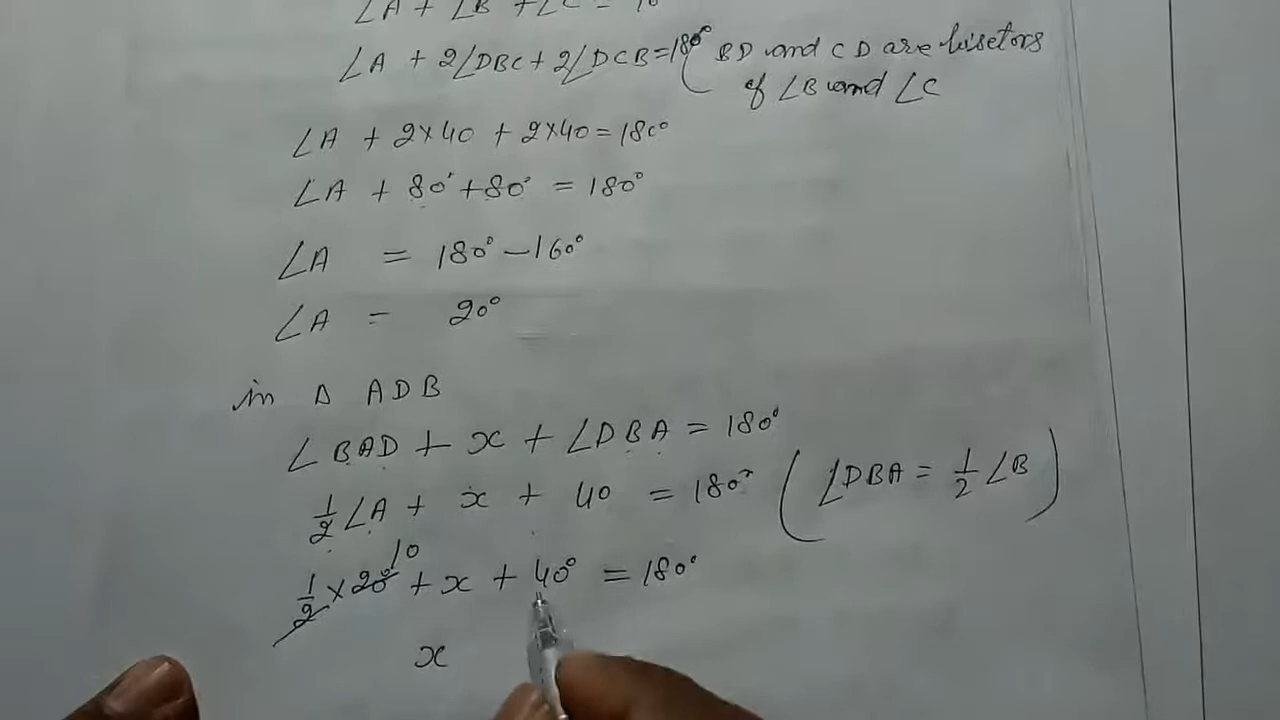 ∠A + ∠B + ∠C = 18
∠A + 2∠DBC + 2∠DCB = 180° ( BD and CD are bisetors
of ∠B and ∠C
∠A + 2×40 + 2×40 = 180°
∠A + 80° + 80° = 180°
∠A = 180° – 160°
∠A = 20°
in Δ ADB
∠BAD + x + ∠DBA = 180°
1/2 ∠A + x + 40 = 180° ( ∠DBA = 1/2 ∠B )
10
1/2 × 20° + x + 40° = 180°
x